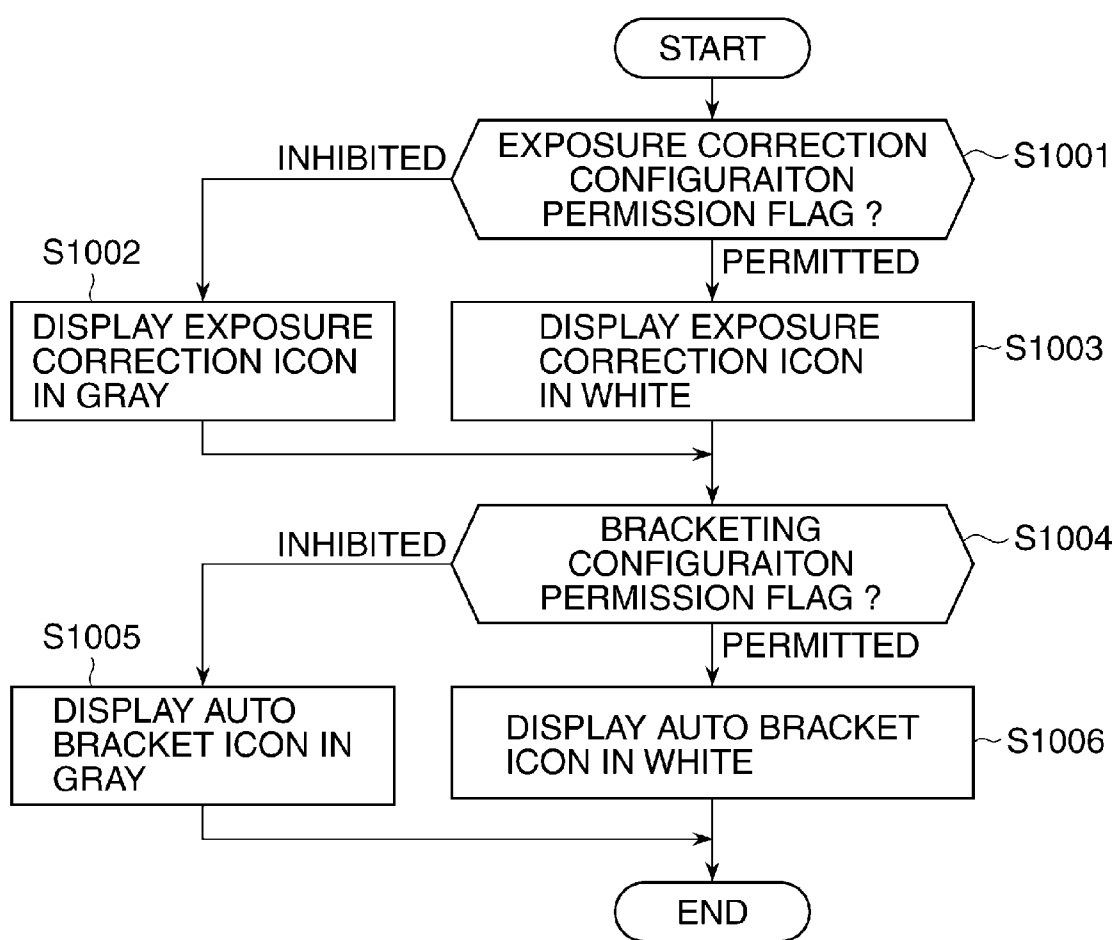 START
EXPOSURE CORRECTION
CONFIGURAITON
PERMISSION FLAG ?
S1001
INHIBITED
PERMITTED
S1002
DISPLAY EXPOSURE
CORRECTION ICON
IN GRAY
DISPLAY EXPOSURE
CORRECTION ICON
IN WHITE
S1003
BRACKETING
CONFIGURAITON
PERMISSION FLAG ?
S1004
INHIBITED
PERMITTED
S1005
DISPLAY AUTO
BRACKET ICON IN
GRAY
DISPLAY AUTO BRACKET
ICON IN WHITE
S1006
END